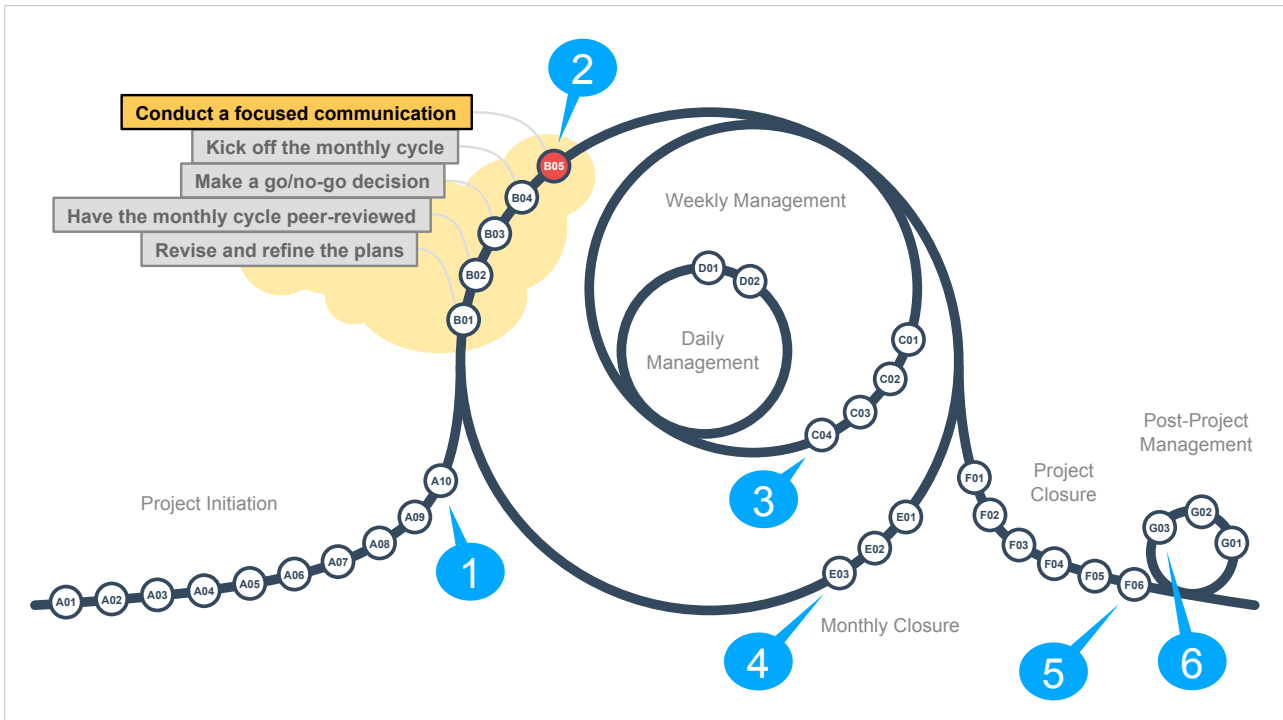 2
Conduct a focused communication
Kick off the monthly cycle
Make a go/no-go decision
Have the monthly cycle peer-reviewed
Revise and refine the plans
B05
B04
B03
B02
B01
Weekly Management
D01
D02
Daily
Management
C01
C02
C03
C04
3
Project Initiation
A10
A09
A08
A07
A06
A05
A04
A03
A02
A01
1
E01
E02
E03
4
Monthly Closure
Project
Closure
F01
F02
F03
F04
F05
F06
5
Post-Project
Management
G03
G02
G01
6